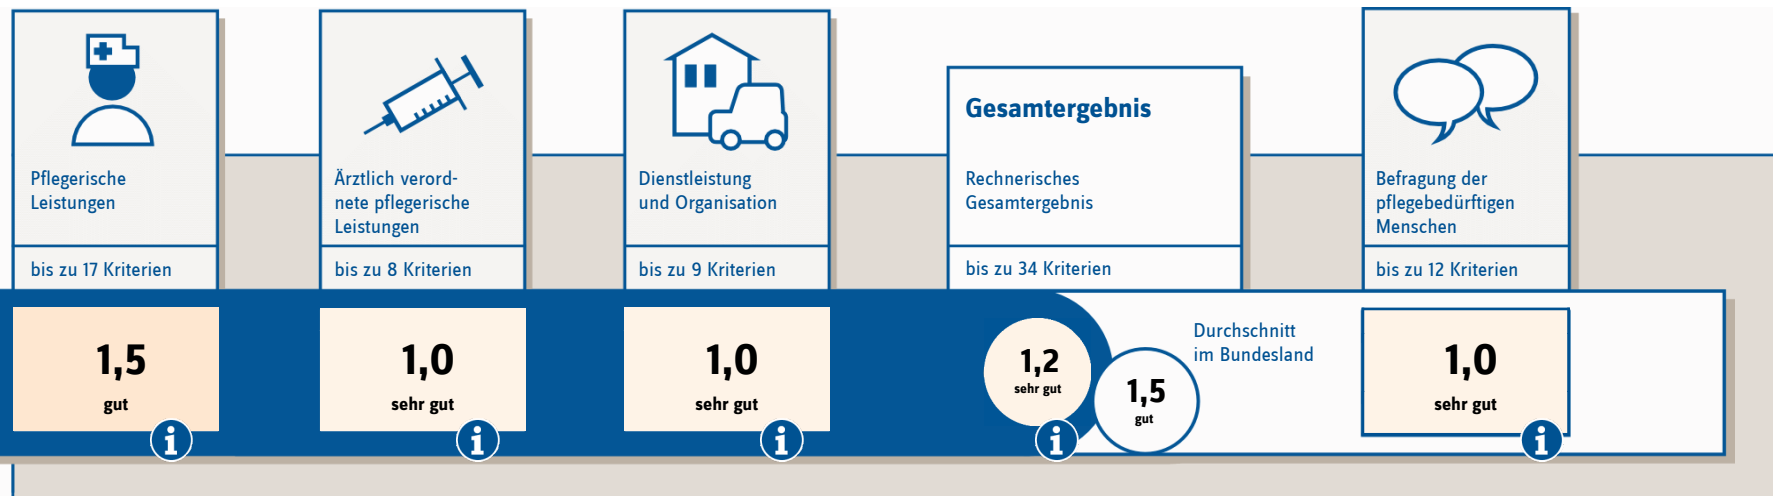 Pflegerische
Leistungen
bis zu 17 Kriterien
1,5
gut
i
Ärztlich verord-
nete pflegerische
Leistungen
bis zu 8 Kriterien
1,0
sehr gut
i
Dienstleistung
und Organisation
bis zu 9 Kriterien
1,0
sehr gut
i
Gesamtergebnis
Rechnerisches
Gesamtergebnis
bis zu 34 Kriterien
1,2
sehr gut
i
Durchschnitt
im Bundesland
1,5
gut
Befragung der
pflegebedürftigen
Menschen
bis zu 12 Kriterien
1,0
sehr gut
i